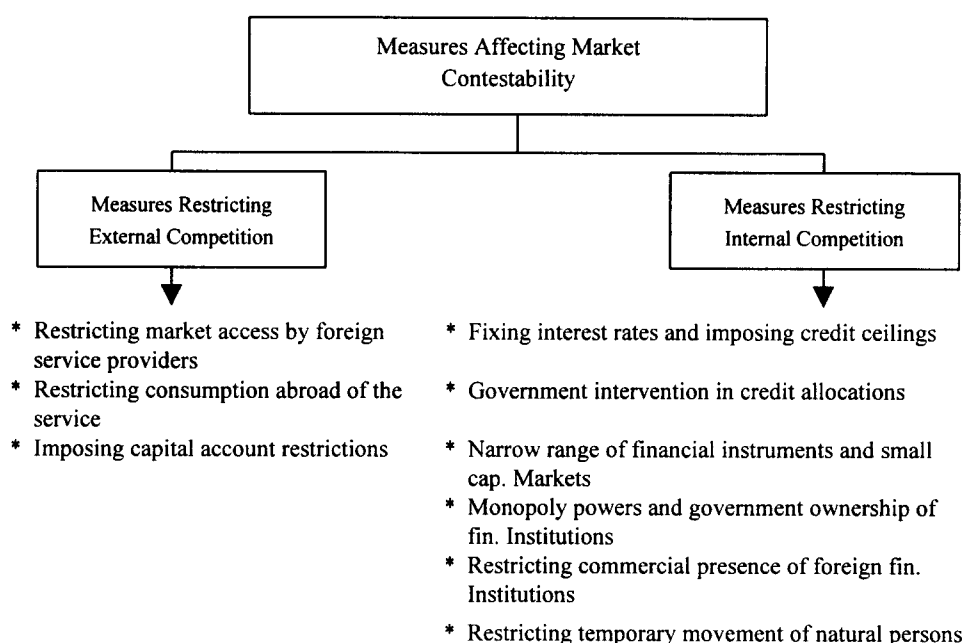 Measures Affecting Market
Contestability
Measures Restricting
External Competition
Measures Restricting
Internal Competition
* Restricting market access by foreign
service providers
* Restricting consumption abroad of the
service
* Imposing capital account restrictions
* Fixing interest rates and imposing credit ceilings
* Government intervention in credit allocations
* Narrow range of financial instruments and small
cap. Markets
* Monopoly powers and government ownership of
fin. Institutions
* Restricting commercial presence of foreign fin.
Institutions
* Restricting temporary movement of natural persons